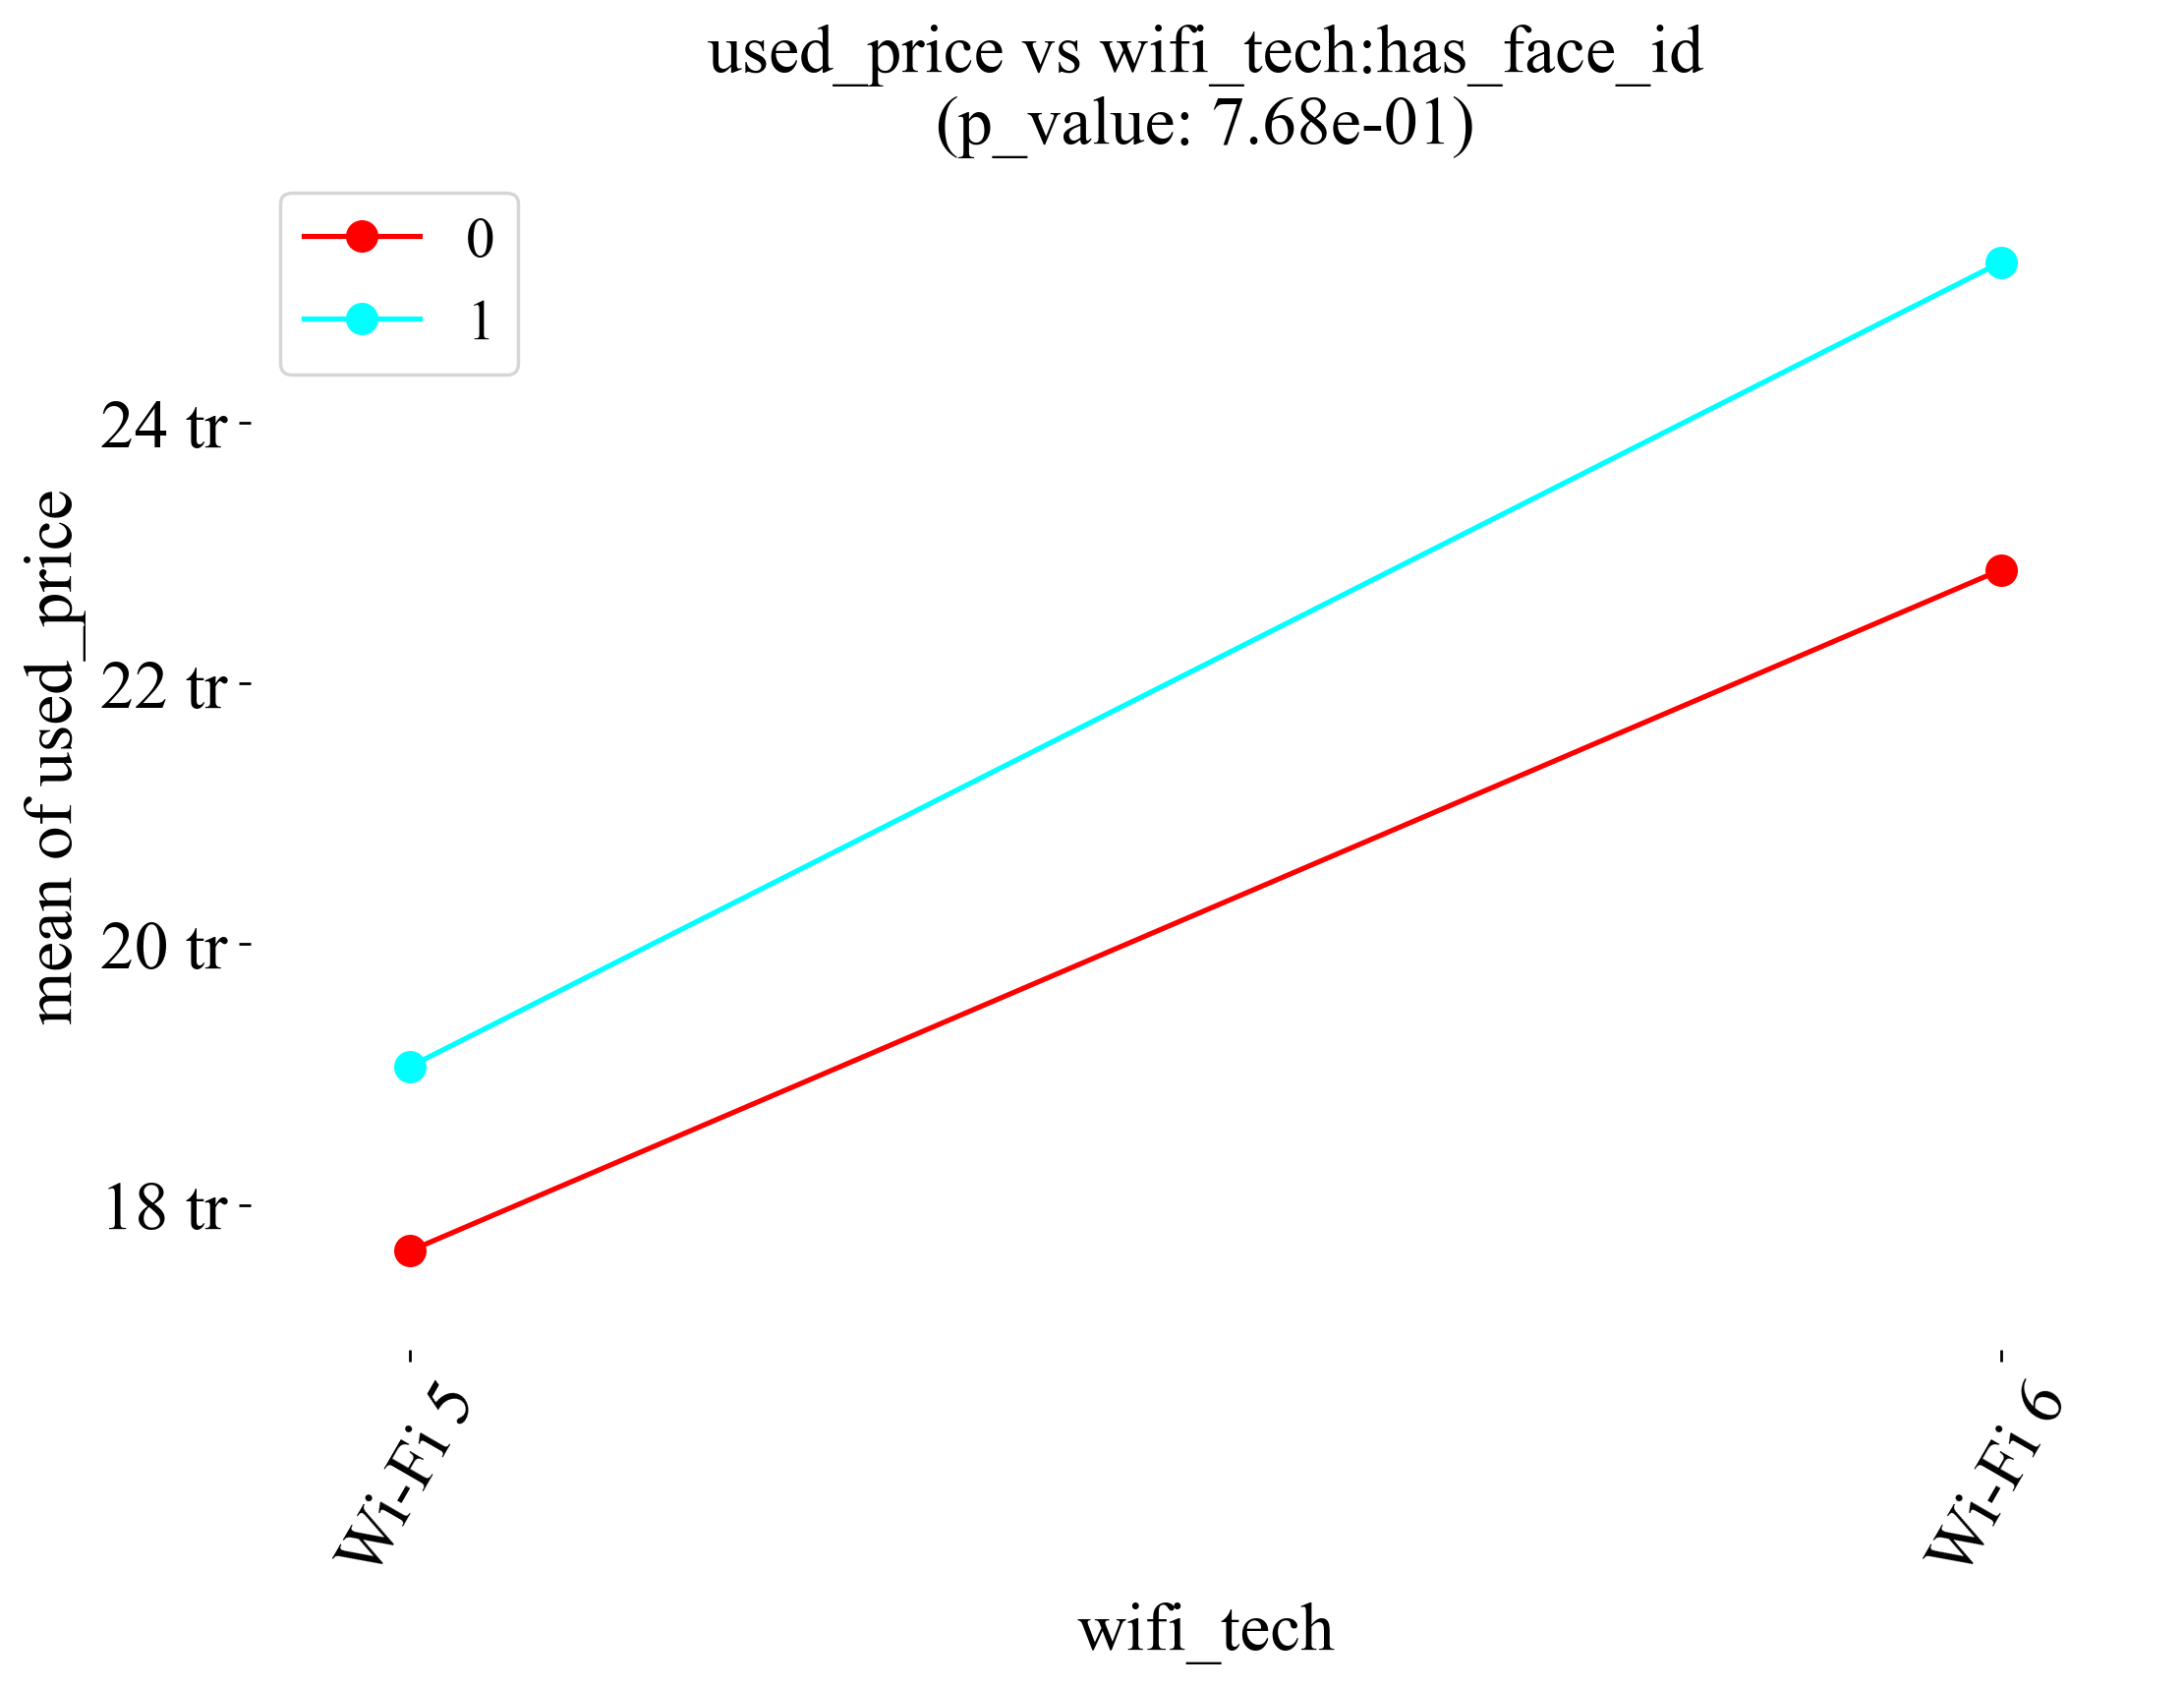 used_price vs wifi_tech:has_face_id
(p_value: 7.68e-01)
0
1
24 tr
22 tr
20 tr
18 tr
mean of used_price
Wi-Fi 5
Wi-Fi 6
wifi_tech